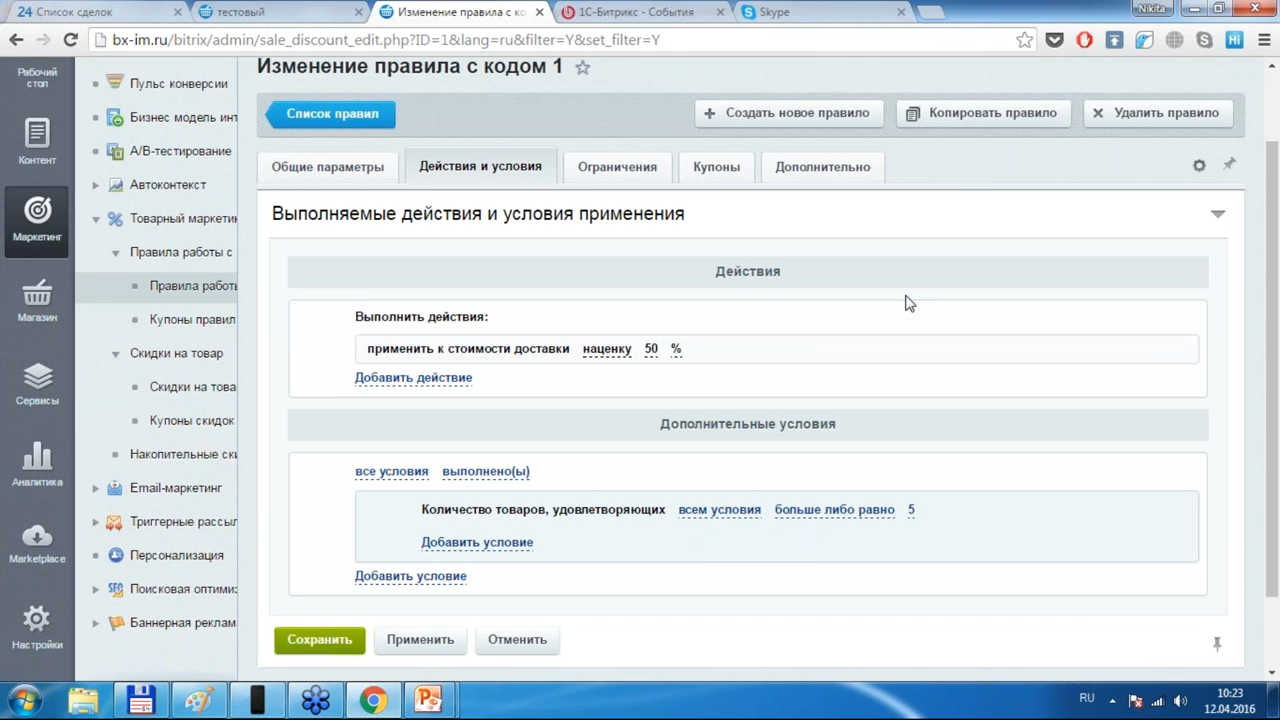 24 Список сделок
тестовый
Изменение правила с ко
1С-Битрикс - События
Skype
Nikita
bx-im.ru/bitrix/admin/sale_discount_edit.php?ID=1&lang=ru&filter=Y&set_filter=Y
Hi
Рабочий
стол
Контент
Маркетинг
Магазин
Сервисы
Аналитика
Marketplace
Настройки
Пульс конверсии
Бизнес модель инт
A/B-тестирование
Автоконтекст
Товарный маркетин
Правила работы с
Правила работы
Купоны правил
Скидки на товар
Скидки на това
Купоны скидок
Накопительные ски
Email-маркетинг
Триггерные рассыл
Персонализация
SEO
Поисковая оптимиз
Баннерная реклам
Изменение правила с кодом 1
Список правил
Создать новое правило
Копировать правило
Удалить правило
Общие параметры
Действия и условия
Ограничения
Купоны
Дополнительно
Выполняемые действия и условия применения
Действия
Выполнить действия:
применить к стоимости доставки наценку 50 %
Добавить действие
Дополнительные условия
все условия выполнено(ы)
Количество товаров, удовлетворяющих всем условия больше либо равно 5
Добавить условие
Добавить условие
Сохранить
Применить
Отменить
RU
10:23
12.04.2016